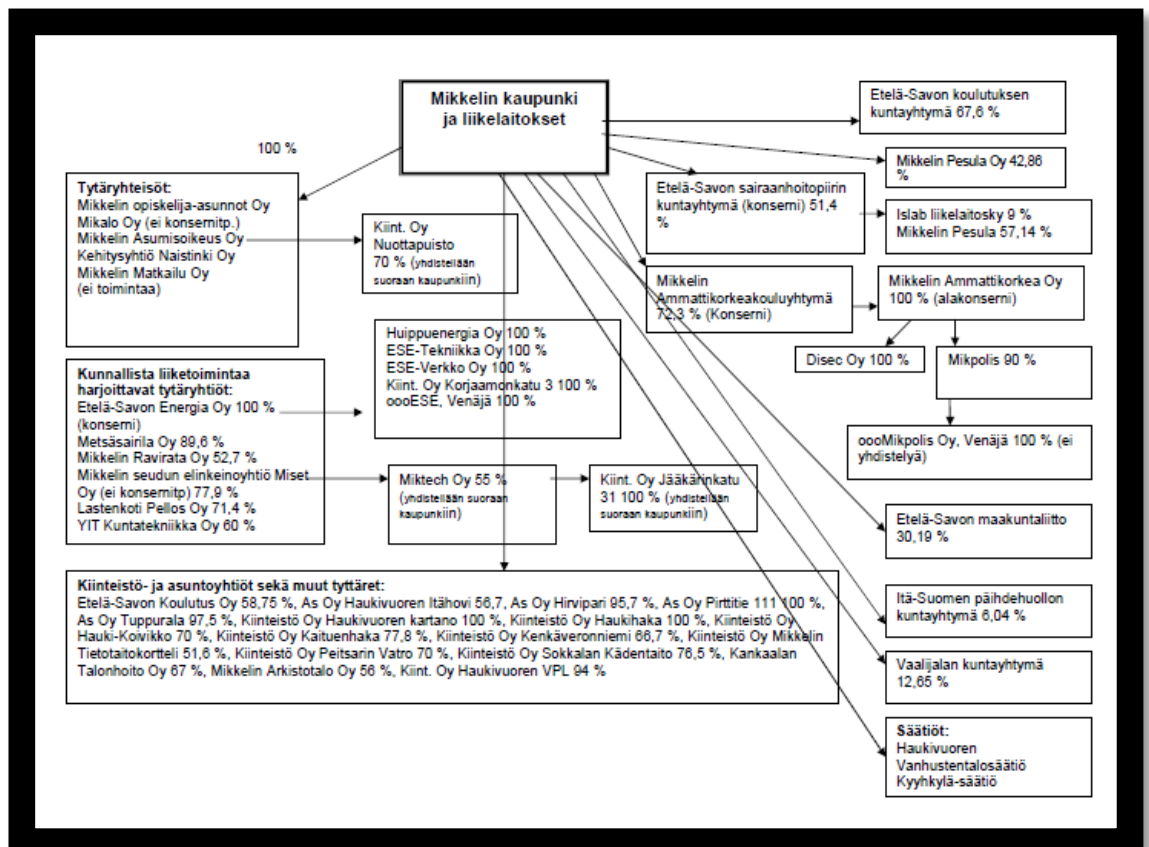 Mikkelin kaupunki
ja liikelaitokset
Etelä-Savon koulutuksen
kuntayhtymä 67,6 %
100 %
Mikkelin Pesula Oy 42,86
%
Tytäryhteisöt:
Mikkelin opiskelija-asunnot Oy
Mikalo Oy (ei konsernitp.)
Mikkelin Asumisoikeus Oy
Kehitysyhtiö Naistinki Oy
Mikkelin Matkailu Oy
(ei toimintaa)
Kiint. Oy
Nuottapuisto
70 % (yhdistellään
suoraan kaupunkiin)
Etelä-Savon sairaanhoitopiirin
kuntayhtymä (konserni) 51,4
%
Islab liikelaitosky 9 %
Mikkelin Pesula 57,14 %
Mikkelin
Ammattikorkeakouluyhtymä
72,3 % (Konserni)
Mikkelin Ammattikorkea Oy
100 % (alakonserni)
Disec Oy 100 %
Mikpolis 90 %
oooMikpolis Oy, Venäjä 100 % (ei
yhdistelyä)
Huippuenergia Oy 100 %
ESE-Tekniikka Oy 100 %
ESE-Verkko Oy 100 %
Kiint. Oy Korjaamonkatu 3 100 %
oooESE, Venäjä 100 %
Kunnallista liiketoimintaa
harjoittavat tytäryhtiöt:
Etelä-Savon Energia Oy 100 %
(konserni)
Metsäsairila Oy 89,6 %
Mikkelin Ravirata Oy 52,7 %
Mikkelin seudun elinkeinoyhtiö Miset
Oy (ei konsernitp) 77,9 %
Lastenkoti Pellos Oy 71,4 %
YIT Kuntatekniikka Oy 60 %
Miktech Oy 55 %
(yhdistellään suoraan
kaupunkiin)
Kiint. Oy Jääkärinkatu
31 100 % (yhdistellään
suoraan kaupunkiin)
Etelä-Savon maakuntaliitto
30,19 %
Kiinteistö- ja asuntoyhtiöt sekä muut tyttäret:
Etelä-Savon Koulutus Oy 58,75 %, As Oy Haukivuoren Itähovi 56,7, As Oy Hirvipari 95,7 %, As Oy Pirttitie 111 100 %,
As Oy Tuppurala 97,5 %, Kiinteistö Oy Haukivuoren kartano 100 %, Kiinteistö Oy Haukihaka 100 %, Kiinteistö Oy
Hauki-Koivikko 70 %, Kiinteistö Oy Kaituenhaka 77,8 %, Kiinteistö Oy Kenkäveronniemi 66,7 %, Kiinteistö Oy Mikkelin
Tietotaitokortteli 51,6 %, Kiinteistö Oy Peitsarin Vatro 70 %, Kiinteistö Oy Sokkalan Kädentaito 76,5 %, Kankaalan
Talonhoito Oy 67 %, Mikkelin Arkistotalo Oy 56 %, Kiint. Oy Haukivuoren VPL 94 %
Itä-Suomen päihdehuollon
kuntayhtymä 6,04 %
Vaalijalan kuntayhtymä
12,65 %
Säätiöt:
Haukivuoren
Vanhustentalosäätiö
Kyyhkylä-säätiö